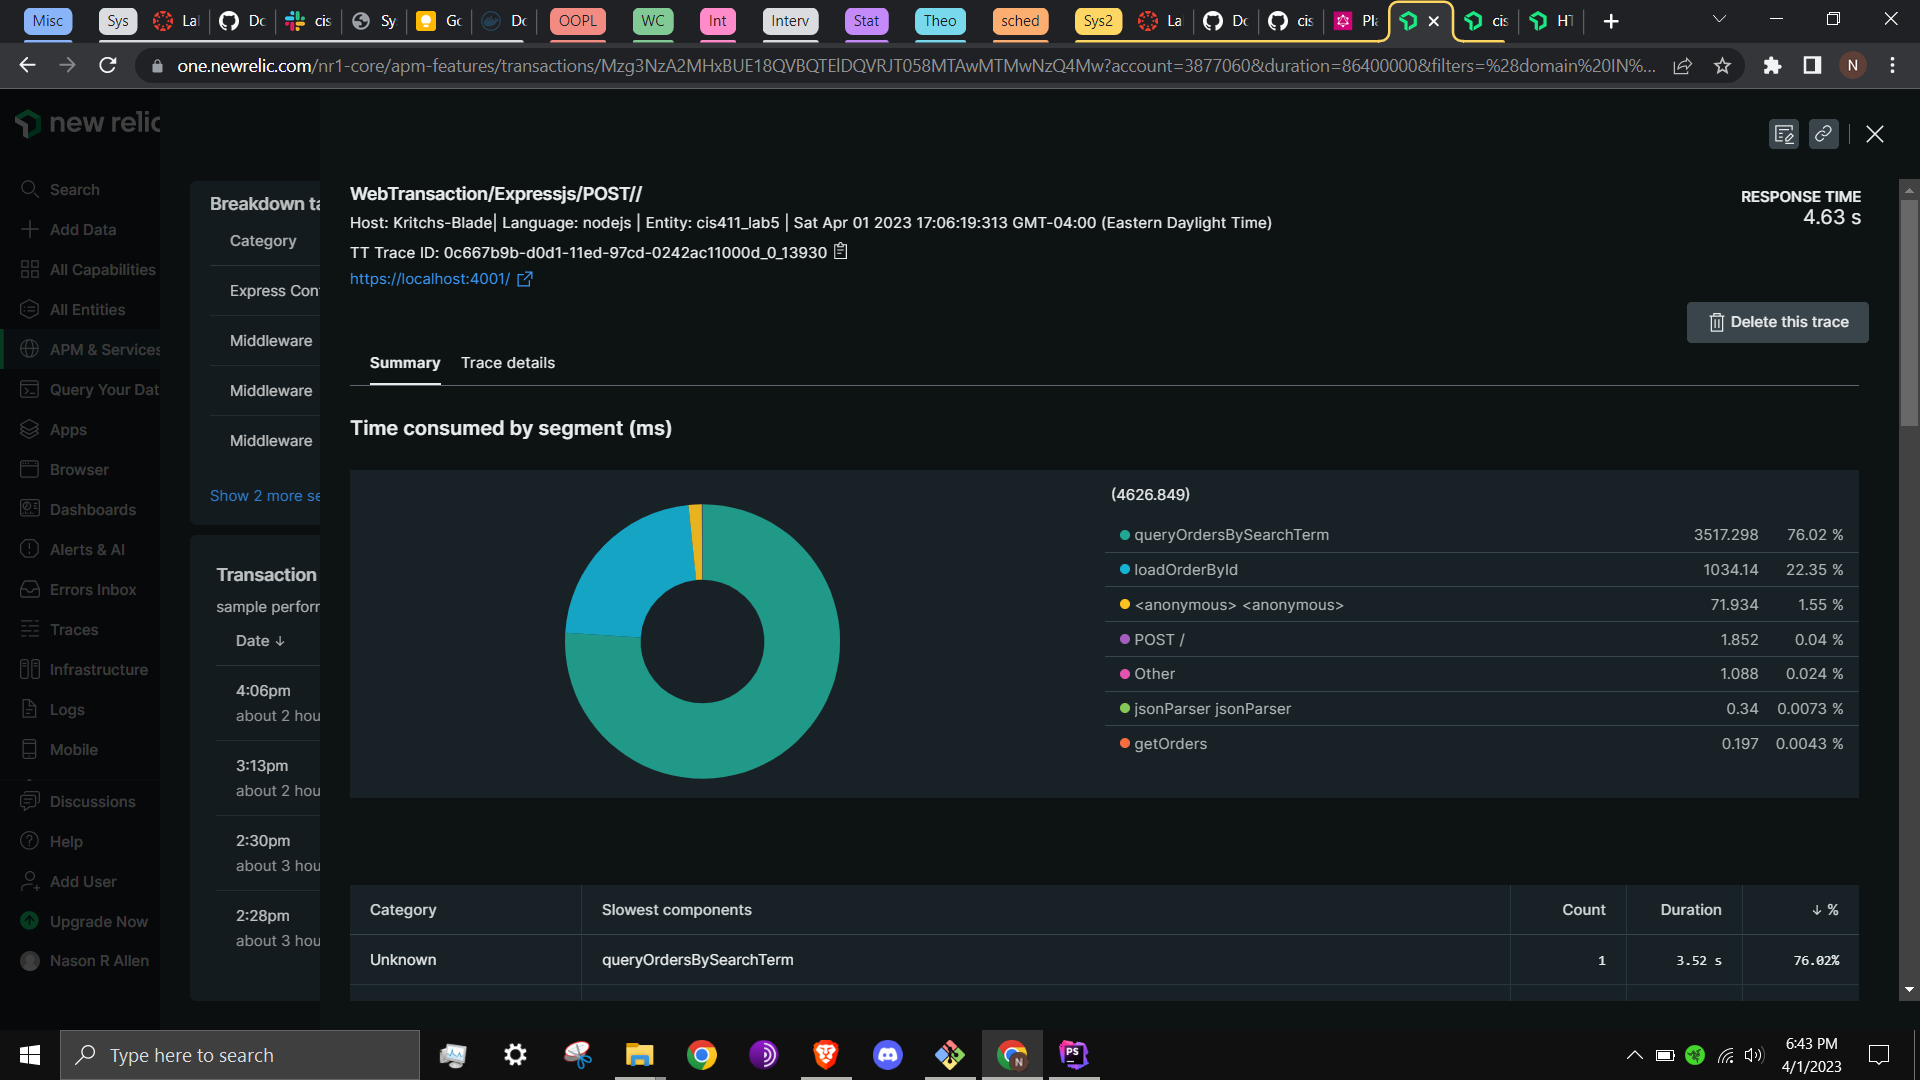 Misc
Sys
La
Do
cis
Sy
Go
Do
OOPL
WC
Int
Interv
Stat
Theo
sched
Sys2
La
Do
cis
Pla
cis
HT
one.newrelic.com/nr1-core/apm-features/transactions/Mzg3NzA2MHxBUE18QVBQTElDQVRJT058MTAwMTMwNzQ4Mw?account=3877060&duration=86400000&filters=%28domain%20IN%...
N
new relic
Search
Add Data
All Capabilities
All Entities
APM & Services
Query Your Dat
Apps
Browser
Dashboards
Alerts & AI
Errors Inbox
Traces
Infrastructure
Logs
Mobile
Discussions
Help
Add User
Upgrade Now
Nason R Allen
Breakdown ta
Category
Express Con
Middleware
Middleware
Middleware
Show 2 more se
Transaction
sample perforr
Date ↓
4:06pm
about 2 hou
3:13pm
about 2 hou
2:30pm
about 3 hou
2:28pm
about 3 hou
WebTransaction/Expressjs/POST//
Host: Kritchs-Blade| Language: nodejs | Entity: cis411_lab5 | Sat Apr 01 2023 17:06:19:313 GMT-04:00 (Eastern Daylight Time)
TT Trace ID: 0c667b9b-d0d1-11ed-97cd-0242ac11000d_0_13930
https://localhost:4001/
RESPONSE TIME
4.63 s
Delete this trace
Summary Trace details
Time consumed by segment (ms)
(4626.849)
queryOrdersBySearchTerm 3517.298 76.02 %
loadOrderById 1034.14 22.35 %
<anonymous> <anonymous> 71.934 1.55 %
POST / 1.852 0.04 %
Other 1.088 0.024 %
jsonParser jsonParser 0.34 0.0073 %
getOrders 0.197 0.0043 %
Category Slowest components Count Duration ↓ %
Unknown queryOrdersBySearchTerm 1 3.52 s 76.02%
Type here to search
PS
N
6:43 PM
4/1/2023